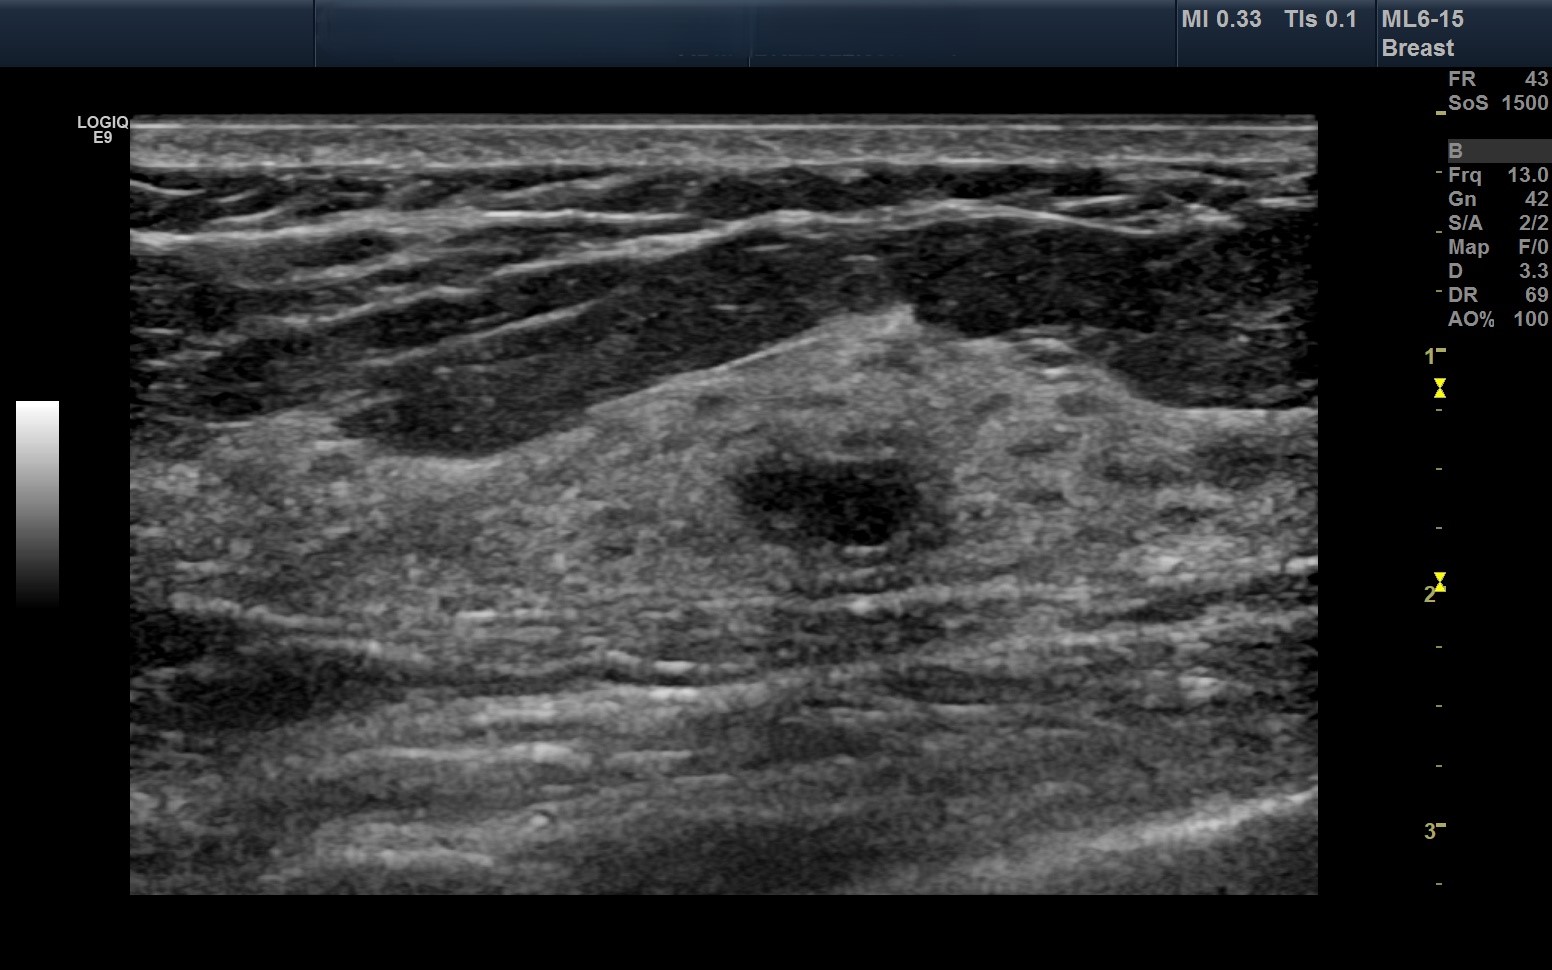 MI 0.33 TIs 0.1
ML6-15
Breast
LOGIQ
E9
FR 43
SoS 1500
B
Frq 13.0
Gn 42
S/A 2/2
Map F/0
D 3.3
DR 69
AO% 100
1
2
3